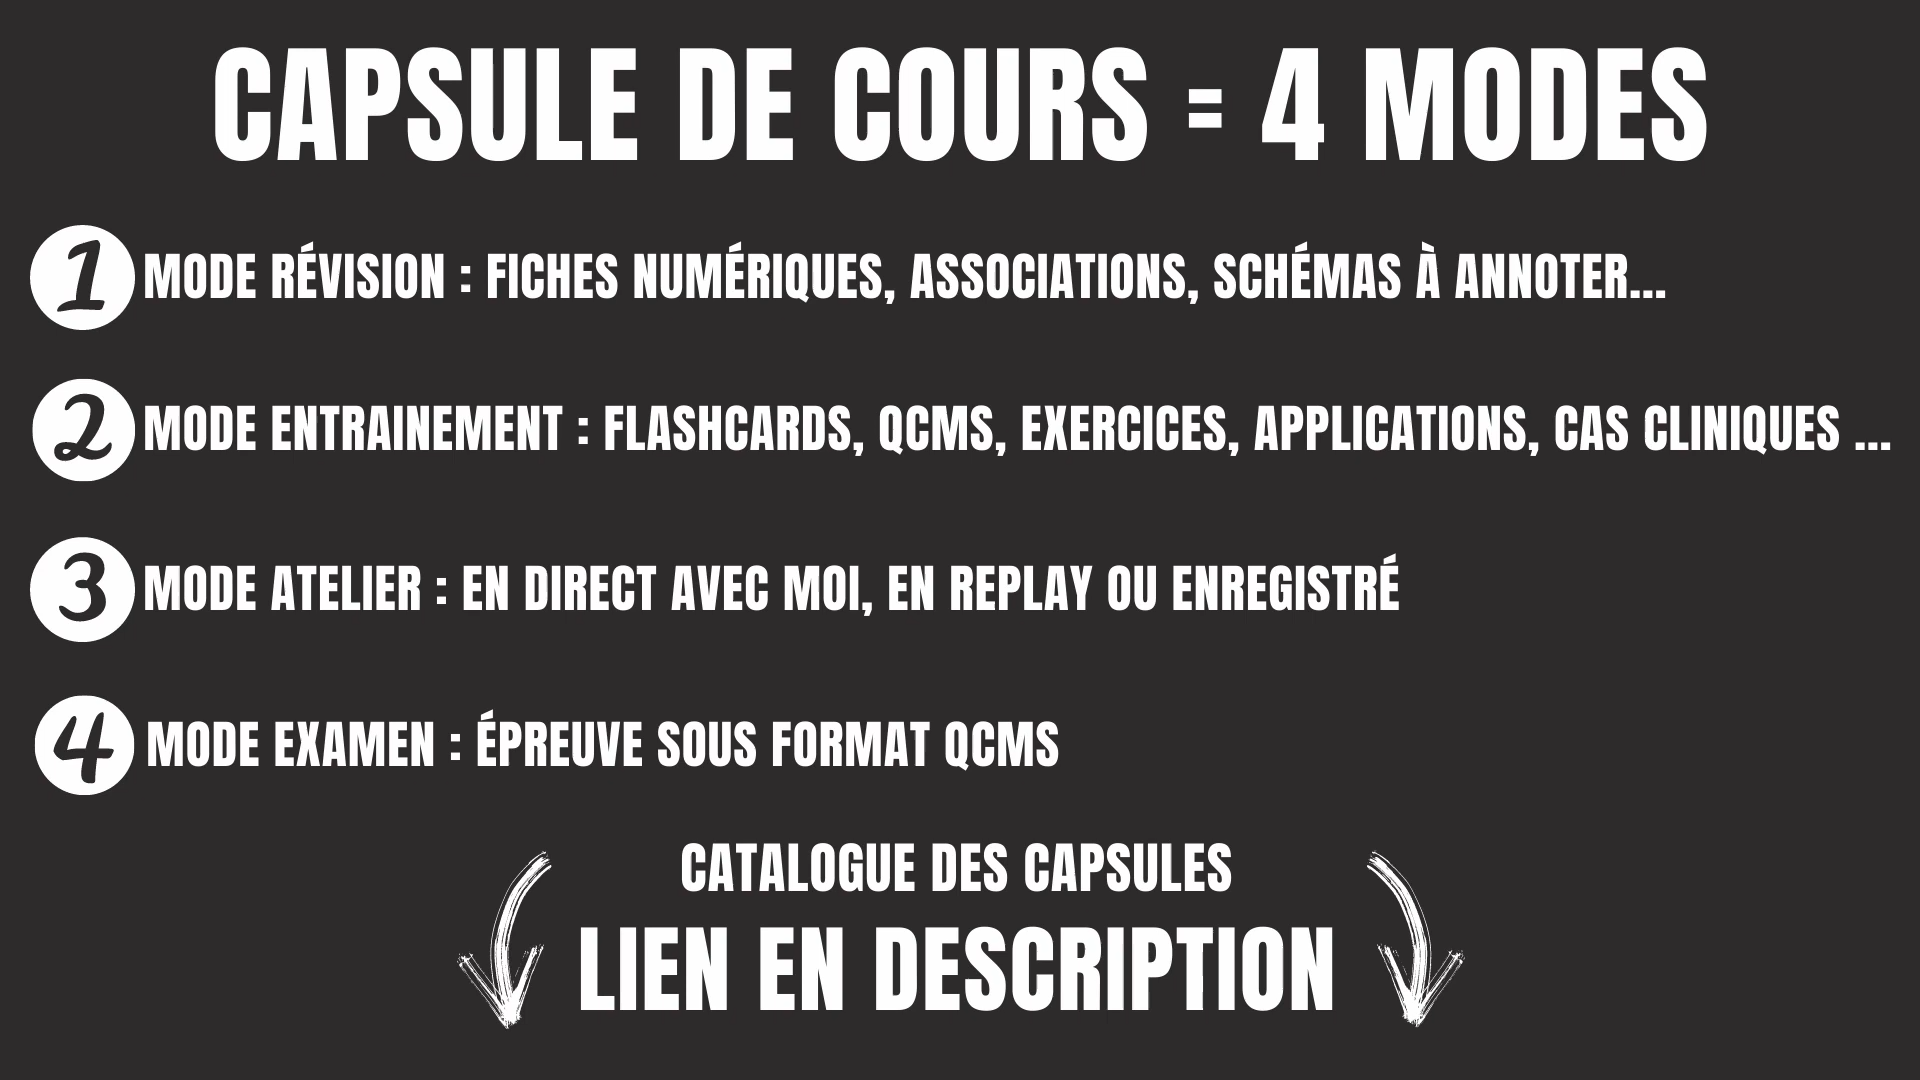 CAPSULE DE COURS = 4 MODES
1 MODE RÉVISION : FICHES NUMÉRIQUES, ASSOCIATIONS, SCHÉMAS À ANNOTER...
2 MODE ENTRAINEMENT : FLASHCARDS, QCMS, EXERCICES, APPLICATIONS, CAS CLINIQUES ...
3 MODE ATELIER : EN DIRECT AVEC MOI, EN REPLAY OU ENREGISTRÉ
4 MODE EXAMEN : ÉPREUVE SOUS FORMAT QCMS
CATALOGUE DES CAPSULES
LIEN EN DESCRIPTION